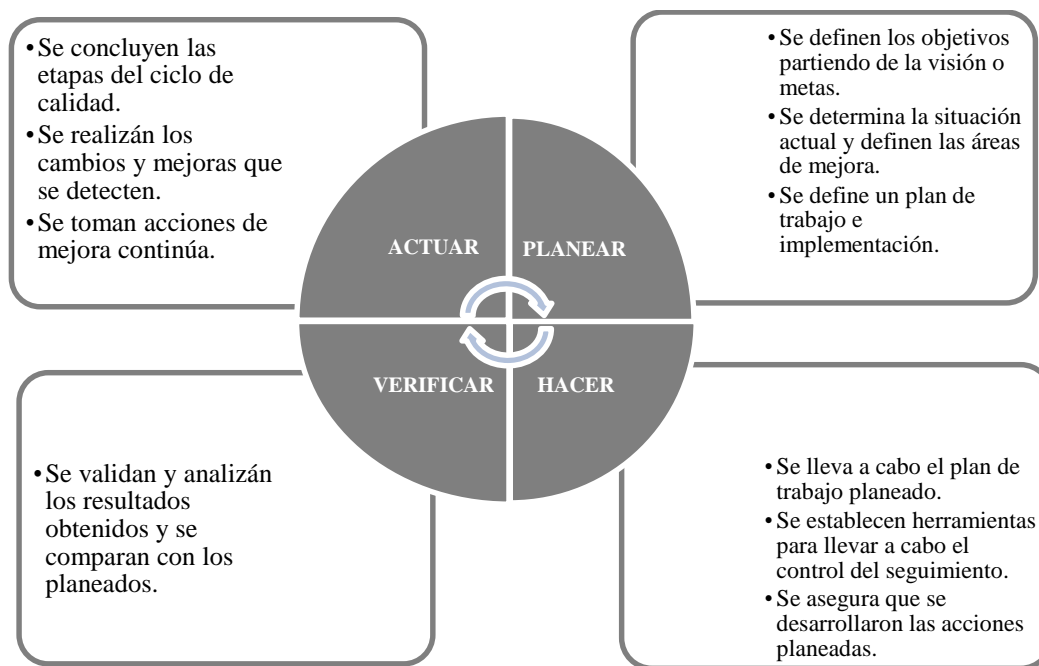 •Se concluyen las
etapas del ciclo de
calidad.
•Se realizán los
cambios y mejoras que
se detecten.
•Se toman acciones de
mejora continúa.
•Se definen los objetivos
partiendo de la visión o
metas.
•Se determina la situación
actual y definen las áreas
de mejora.
•Se define un plan de
trabajo e
implementación.
ACTUAR
PLANEAR
VERIFICAR
HACER
•Se validan y analizán
los resultados
obtenidos y se
comparan con los
planeados.
•Se lleva a cabo el plan de
trabajo planeado.
•Se establecen herramientas
para llevar a cabo el
control del seguimiento.
•Se asegura que se
desarrollaron las acciones
planeadas.